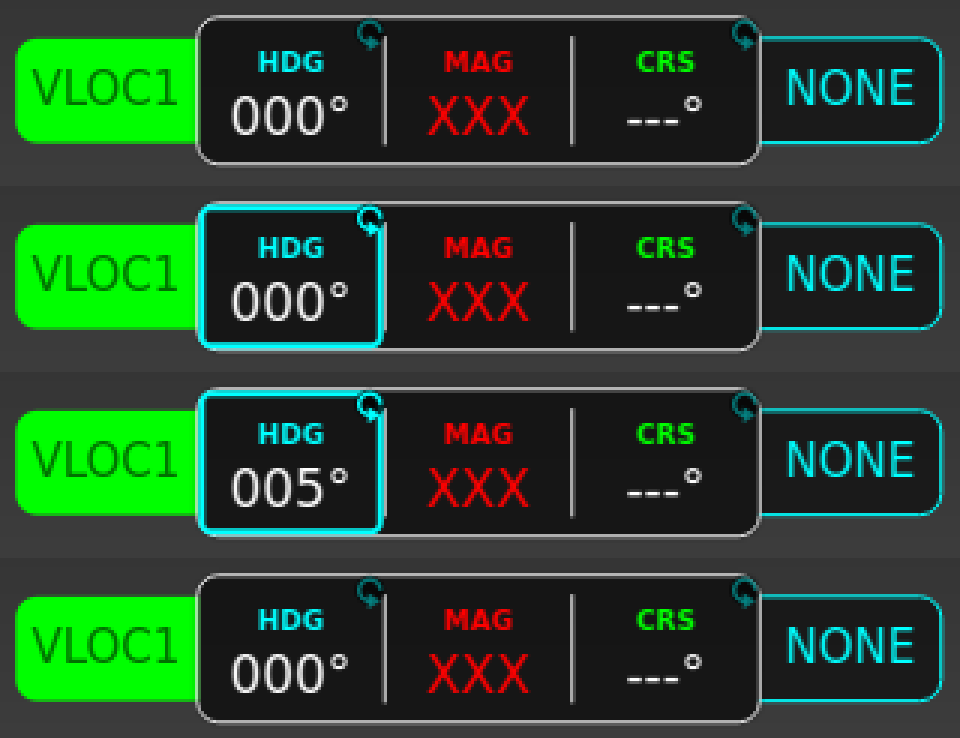 HDG MAG CRS
VLOC1 000° XXX ---° NONE
HDG MAG CRS
VLOC1 000° XXX ---° NONE
HDG MAG CRS
VLOC1 005° XXX ---° NONE
HDG MAG CRS
VLOC1 000° XXX ---° NONE